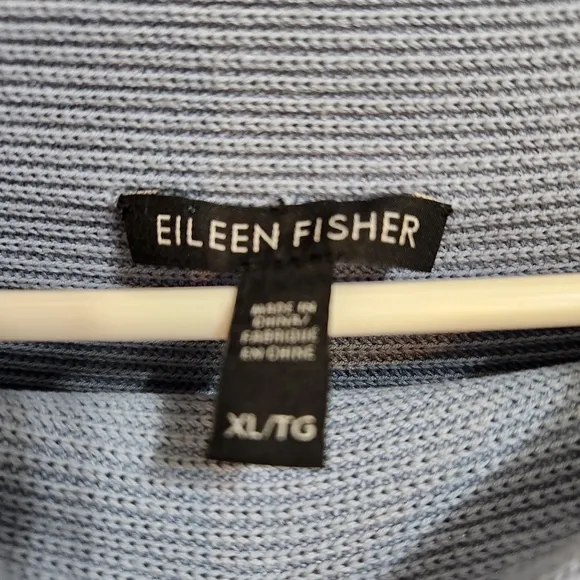 EILEEN FISHER
MADE IN
CHINA/
FABRIQUÉ
EN CHINE
XL/TG